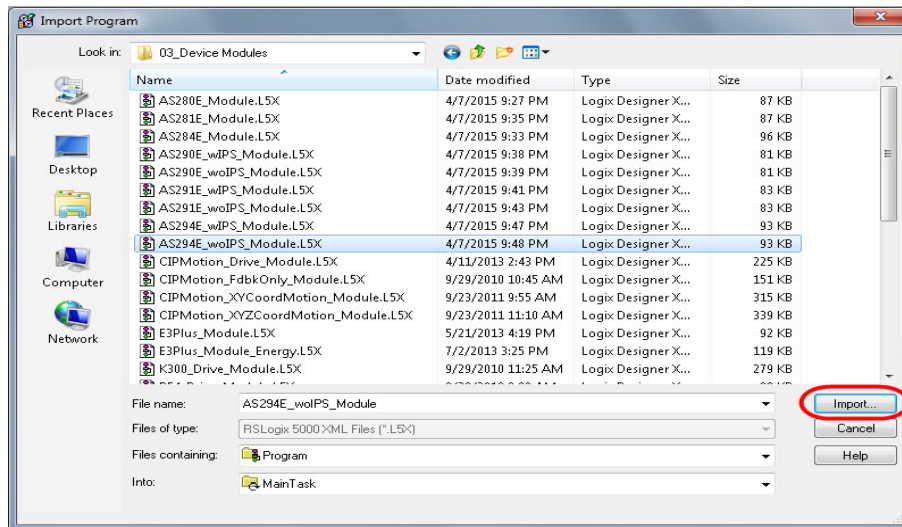 Import Program
Look in: 03_Device Modules
Name Date modified Type Size
AS280E_Module.L5X 4/7/2015 9:27 PM Logix Designer X... 87 KB
AS281E_Module.L5X 4/7/2015 9:35 PM Logix Designer X... 87 KB
AS284E_Module.L5X 4/7/2015 9:33 PM Logix Designer X... 96 KB
AS290E_wIPS_Module.L5X 4/7/2015 9:38 PM Logix Designer X... 81 KB
AS290E_woIPS_Module.L5X 4/7/2015 9:39 PM Logix Designer X... 81 KB
AS291E_wIPS_Module.L5X 4/7/2015 9:41 PM Logix Designer X... 83 KB
AS291E_woIPS_Module.L5X 4/7/2015 9:43 PM Logix Designer X... 83 KB
AS294E_wIPS_Module.L5X 4/7/2015 9:47 PM Logix Designer X... 93 KB
AS294E_woIPS_Module.L5X 4/7/2015 9:48 PM Logix Designer X... 93 KB
CIPMotion_Drive_Module.L5X 4/11/2013 2:43 PM Logix Designer X... 225 KB
CIPMotion_FdbkOnly_Module.L5X 9/29/2010 10:45 AM Logix Designer X... 151 KB
CIPMotion_XYCoordMotion_Module.L5X 9/23/2011 9:55 AM Logix Designer X... 315 KB
CIPMotion_XYZCoordMotion_Module.L5X 9/23/2011 11:10 AM Logix Designer X... 339 KB
E3Plus_Module.L5X 5/21/2013 4:19 PM Logix Designer X... 92 KB
E3Plus_Module_Energy.L5X 7/2/2013 3:25 PM Logix Designer X... 119 KB
K300_Drive_Module.L5X 9/29/2010 11:25 AM Logix Designer X... 279 KB
Recent Places
Desktop
Libraries
Computer
Network
File name: AS294E_woIPS_Module Import...
Files of type: RSLogix 5000 XML Files (*.L5X) Cancel
Files containing: Program Help
Into: MainTask